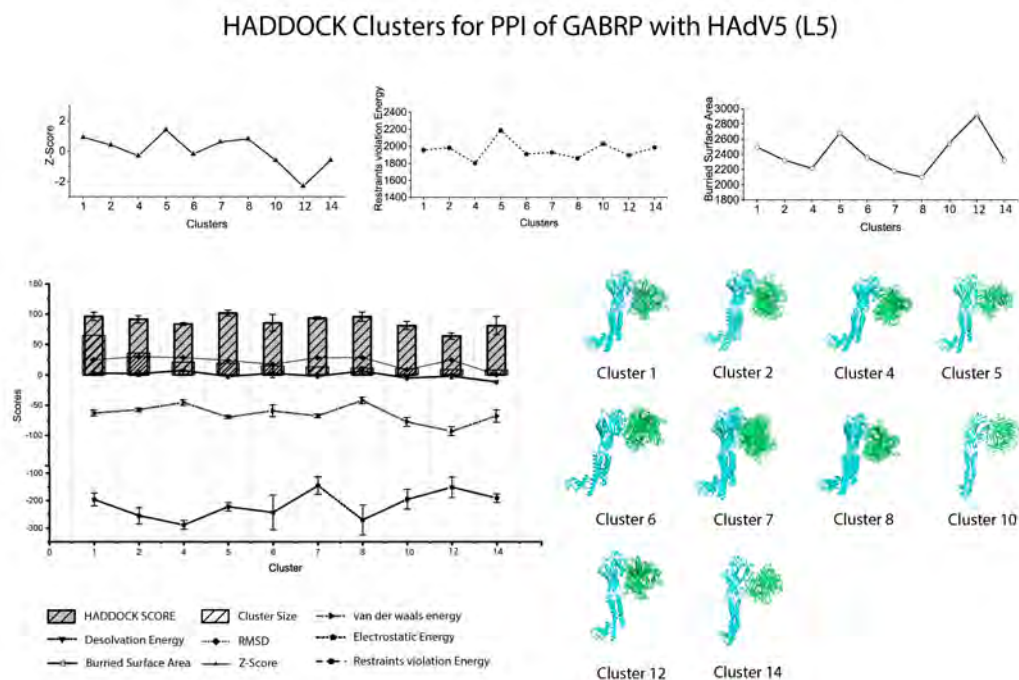 HADDOCK Clusters for PPI of GABRP with HAdV5 (L5)
Z-Score
2
0
-2
1 2 4 5 6 7 8 10 12 14
Clusters
Restraints violation Energy
2400
2200
2000
1800
1600
1400
1 2 4 5 6 7 8 10 12 14
Clusters
Burried Surface Area
3000
2800
2600
2400
2200
2000
1800
1 2 4 5 6 7 8 10 12 14
Clusters
Scores
150
100
50
0
-50
-100
-100
-200
-300
0 1 2 4 5 6 7 8 10 12 14
Cluster
HADDOCK SCORE Cluster Size van der waals energy
Desolvation Energy RMSD Electrostatic Energy
Burried Surface Area Z-Score Restraints violation Energy
Cluster 1 Cluster 2 Cluster 4 Cluster 5
Cluster 6 Cluster 7 Cluster 8 Cluster 10
Cluster 12 Cluster 14